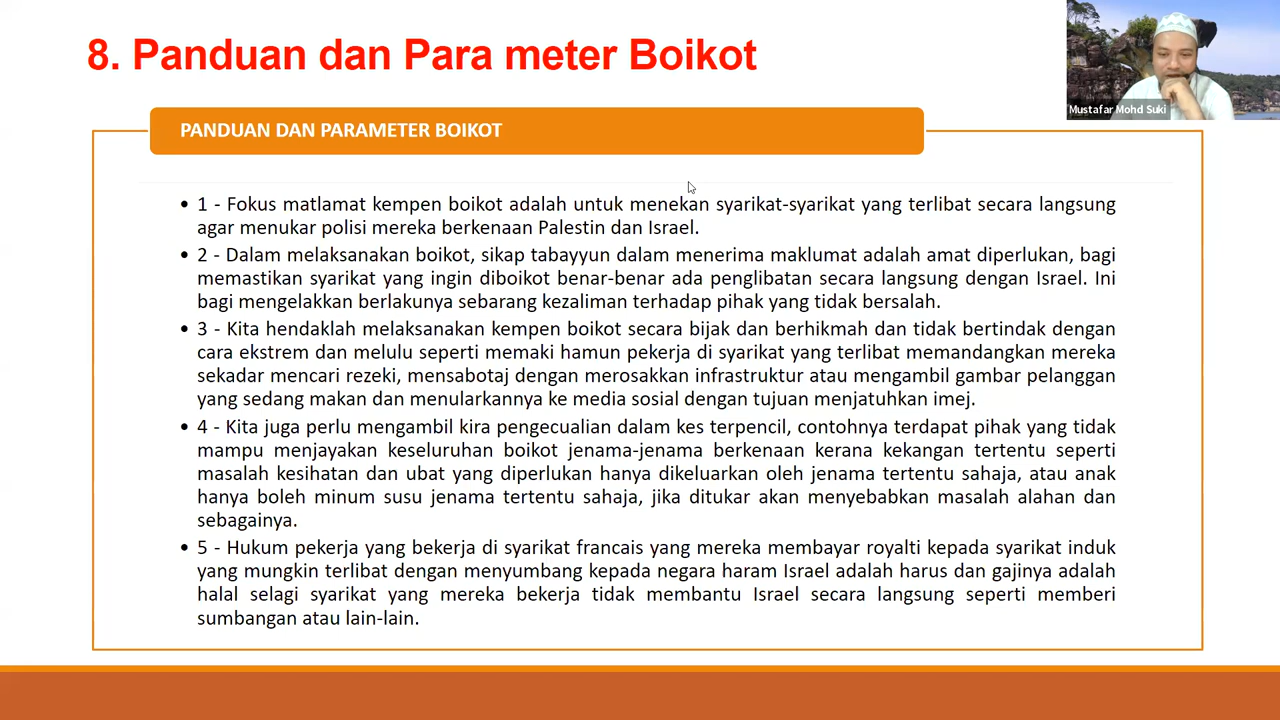 8. Panduan dan Para meter Boikot
Mustafar Mohd Suki
PANDUAN DAN PARAMETER BOIKOT
• 1 - Fokus matlamat kempen boikot adalah untuk menekan syarikat-syarikat yang terlibat secara langsung
agar menukar polisi mereka berkenaan Palestin dan Israel.
• 2 - Dalam melaksanakan boikot, sikap tabayyun dalam menerima maklumat adalah amat diperlukan, bagi
memastikan syarikat yang ingin diboikot benar-benar ada penglibatan secara langsung dengan Israel. Ini
bagi mengelakkan berlakunya sebarang kezaliman terhadap pihak yang tidak bersalah.
• 3 - Kita hendaklah melaksanakan kempen boikot secara bijak dan berhikmah dan tidak bertindak dengan
cara ekstrem dan melulu seperti memaki hamun pekerja di syarikat yang terlibat memandangkan mereka
sekadar mencari rezeki, mensabotaj dengan merosakkan infrastruktur atau mengambil gambar pelanggan
yang sedang makan dan menularkannya ke media sosial dengan tujuan menjatuhkan imej.
• 4 - Kita juga perlu mengambil kira pengecualian dalam kes terpencil, contohnya terdapat pihak yang tidak
mampu menjayakan keseluruhan boikot jenama-jenama berkenaan kerana kekangan tertentu seperti
masalah kesihatan dan ubat yang diperlukan hanya dikeluarkan oleh jenama tertentu sahaja, atau anak
hanya boleh minum susu jenama tertentu sahaja, jika ditukar akan menyebabkan masalah alahan dan
sebagainya.
• 5 - Hukum pekerja yang bekerja di syarikat francais yang mereka membayar royalti kepada syarikat induk
yang mungkin terlibat dengan menyumbang kepada negara haram Israel adalah harus dan gajinya adalah
halal selagi syarikat yang mereka bekerja tidak membantu Israel secara langsung seperti memberi
sumbangan atau lain-lain.